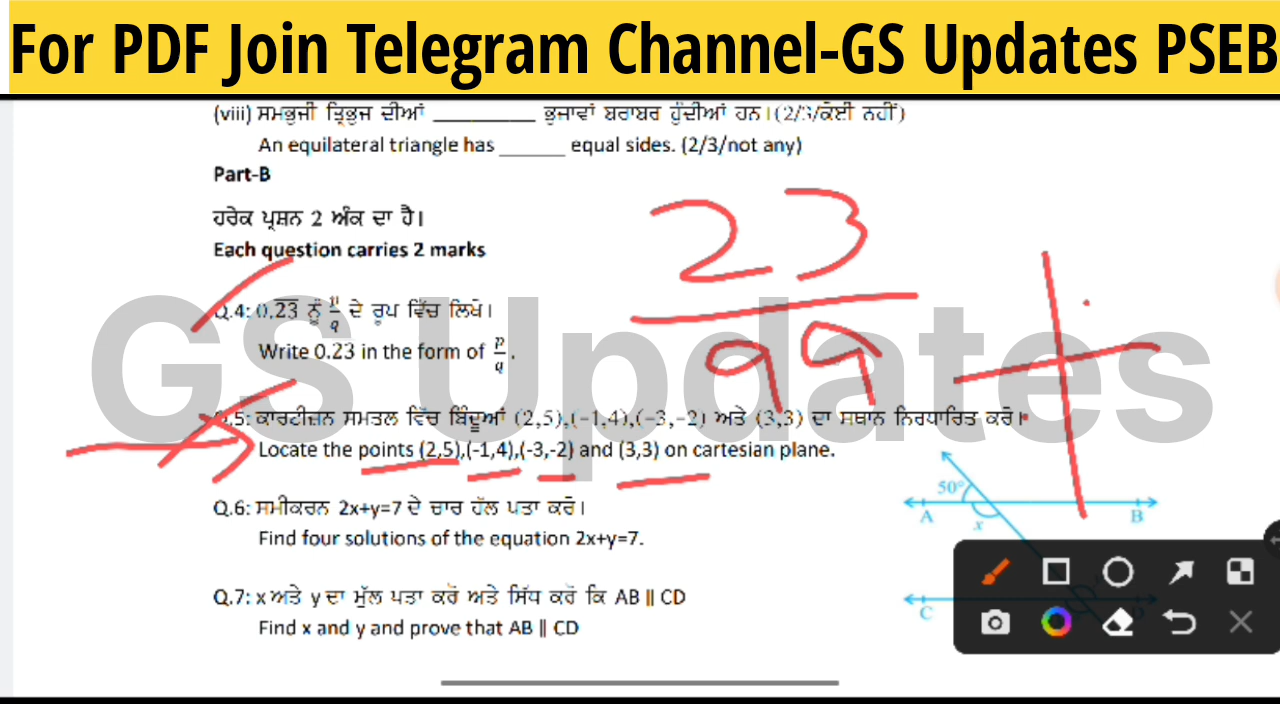 For PDF Join Telegram Channel-GS Updates PSEB
(viii) ਸਮਭੁਜੀ ਤ੍ਰਿਭੁਜ ਦੀਆਂ __________ ਭੁਜਾਵਾਂ ਬਰਾਬਰ ਹੁੰਦੀਆਂ ਹਨ। (2/3/ਕੋਈ ਨਹੀਂ)
An equilateral triangle has ______ equal sides. (2/3/not any)
Part-B
ਹਰੇਕ ਪ੍ਰਸ਼ਨ 2 ਅੰਕ ਦਾ ਹੈ।
Each question carries 2 marks
23
99
Q.4: 0.2̅3̅ ਨੂੰ p/q ਦੇ ਰੂਪ ਵਿੱਚ ਲਿਖੋ।
Write 0.23 in the form of p/q.
GS Updates
Q.5: ਕਾਰਟੀਜ਼ਨ ਸਮਤਲ ਵਿੱਚ ਬਿੰਦੂਆਂ (2,5),(−1,4),(−3,−2) ਅਤੇ (3,3) ਦਾ ਸਥਾਨ ਨਿਰਧਾਰਿਤ ਕਰੋ।
Locate the points (2,5),(-1,4),(-3,-2) and (3,3) on cartesian plane.
Q.6: ਸਮੀਕਰਨ 2x+y=7 ਦੇ ਚਾਰ ਹੱਲ ਪਤਾ ਕਰੋ।
Find four solutions of the equation 2x+y=7.
50°
A x B
Q.7: x ਅਤੇ y ਦਾ ਮੁੱਲ ਪਤਾ ਕਰੋ ਅਤੇ ਸਿੱਧ ਕਰੋ ਕਿ AB || CD
Find x and y and prove that AB || CD
C D